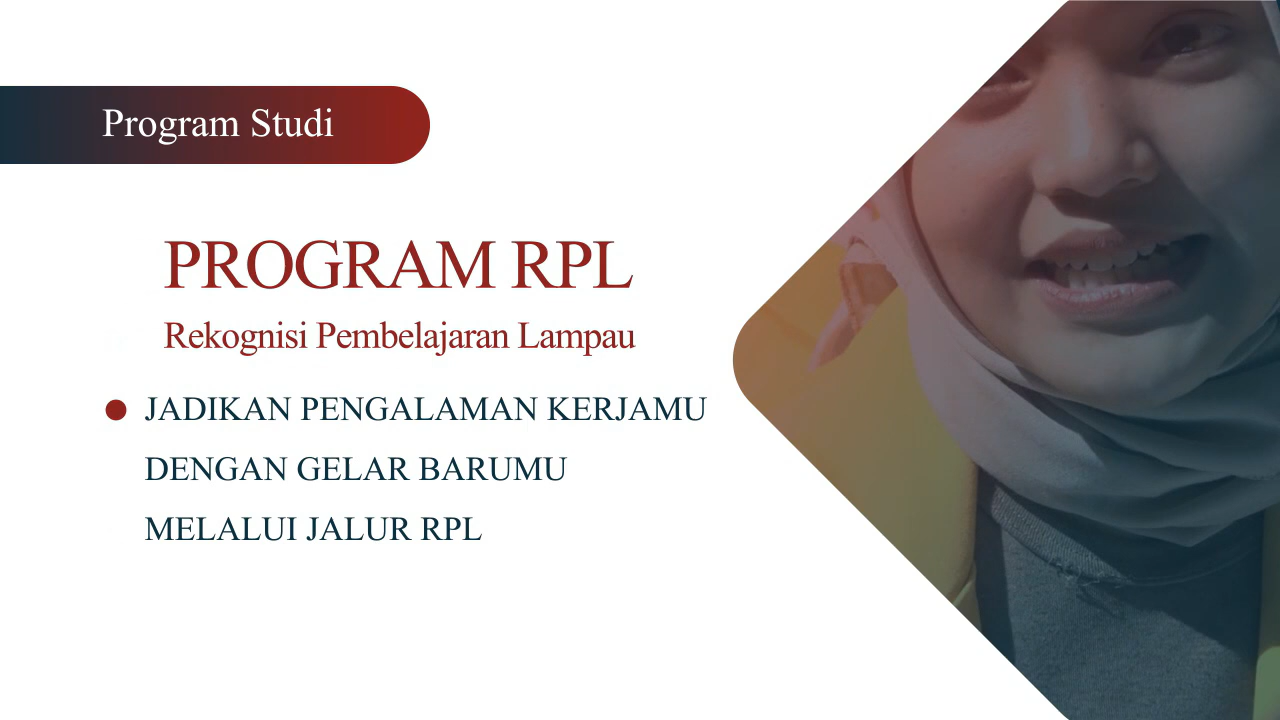 Program Studi
PROGRAM RPL
Rekognisi Pembelajaran Lampau
JADIKAN PENGALAMAN KERJAMU
DENGAN GELAR BARUMU
MELALUI JALUR RPL